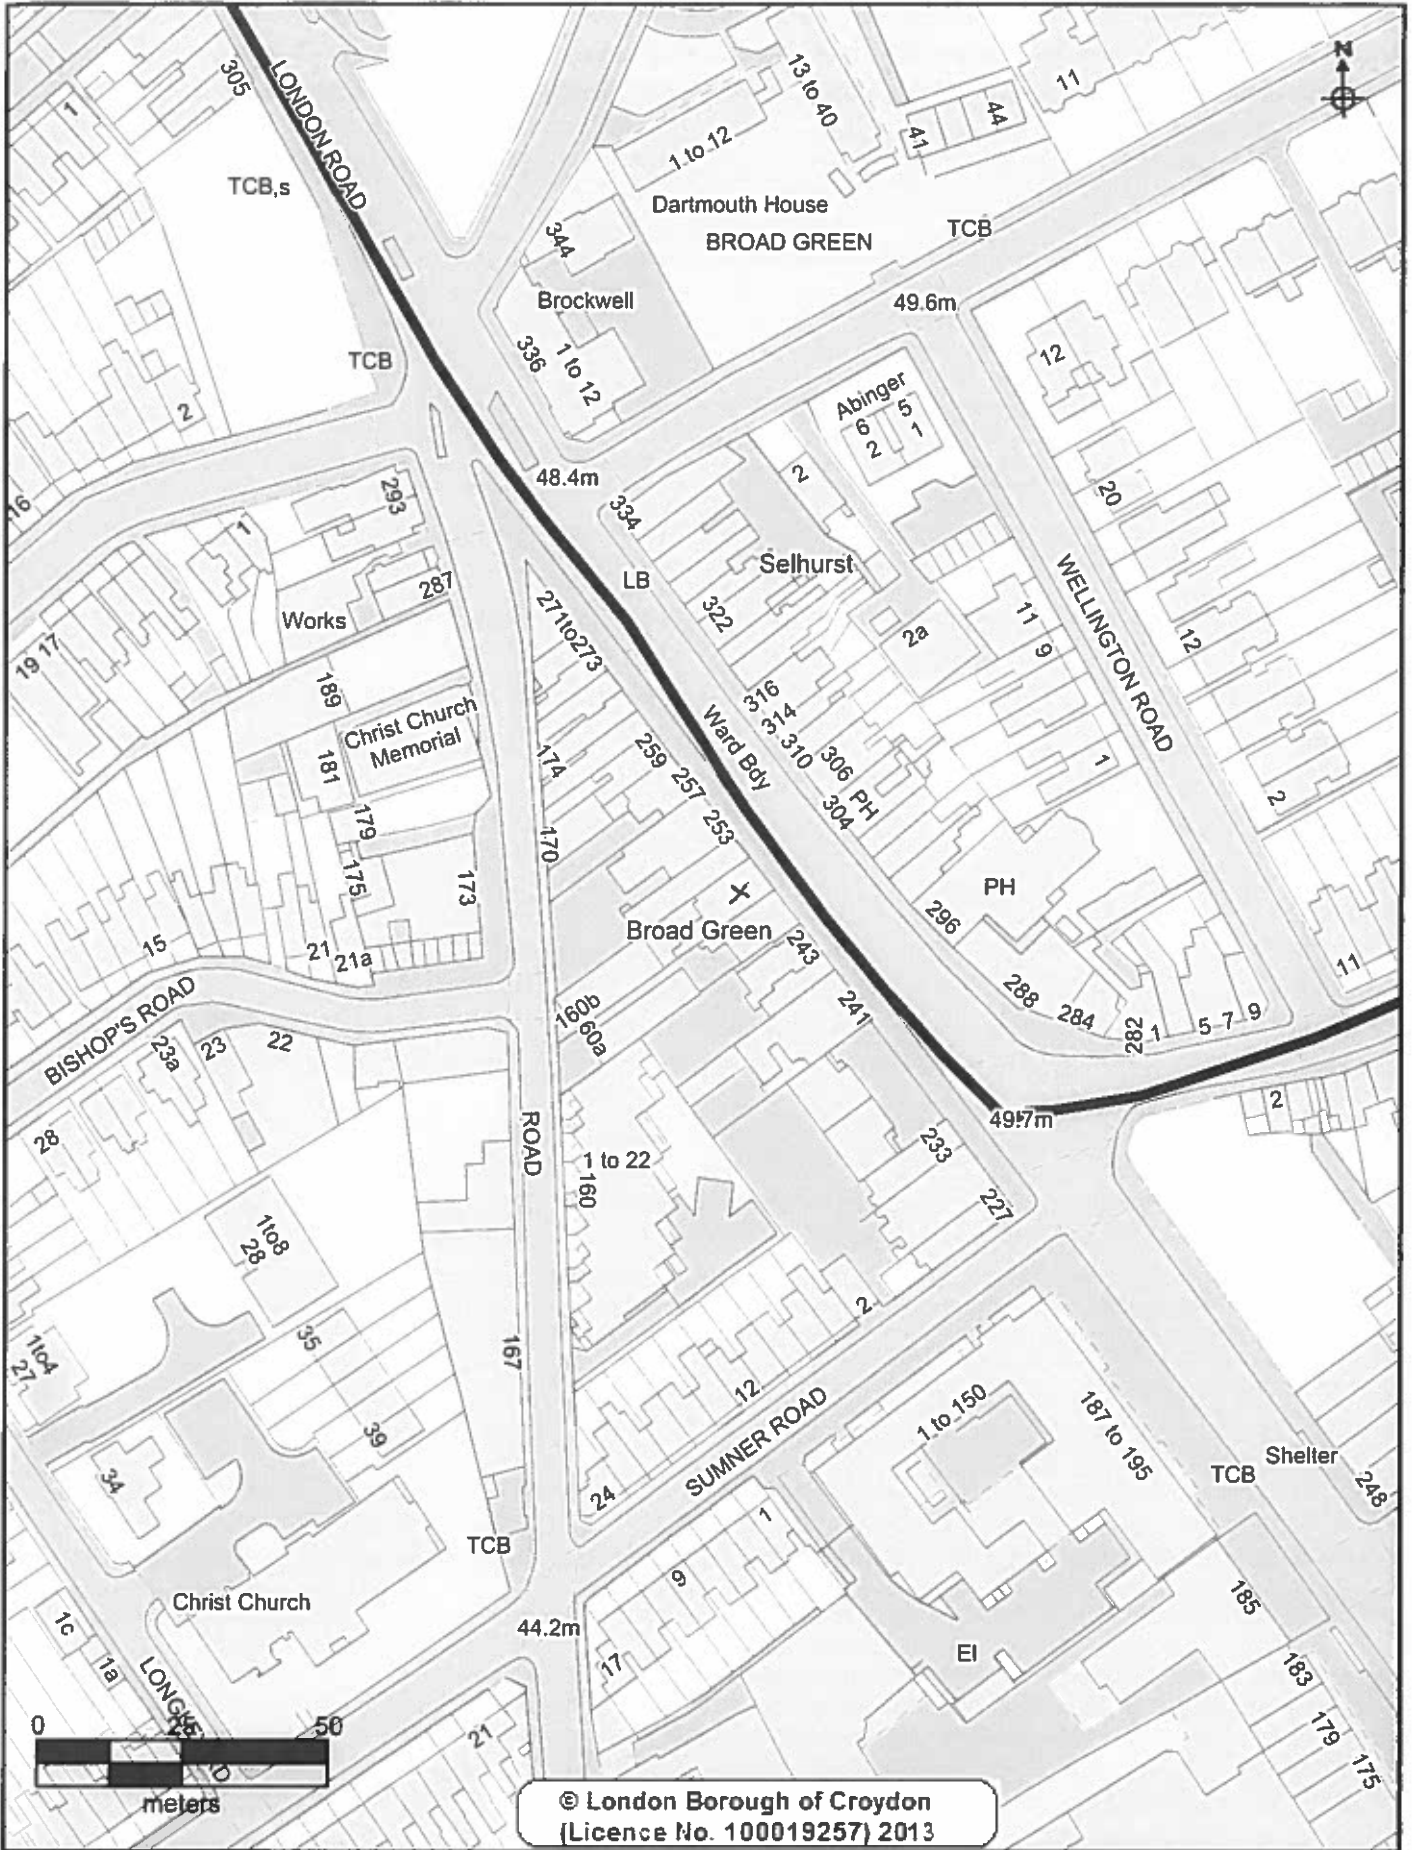 305
LONDON ROAD
1
TCB,s
13 to 40
11
44
41
1 to 12
N
Dartmouth House
BROAD GREEN
TCB
344
Brockwell
49.6m
336
1 to 12
TCB
2
12
Abinger
6
5
2
1
16
293
48.4m
334
2
20
1
LB
Selhurst
WELLINGTON ROAD
287
Works
271to273
322
2a
11
9
12
19 17
189
Christ Church
Memorial
316
314
310
Ward Bdy
306
PH
304
1
2
181
174
259
257
253
179
170
175
173
X
PH
296
Broad Green
243
15
21
21a
11
BISHOP'S ROAD
160b
60a
241
288
284
282
1
5
7
9
23a
23
22
49.7m
2
28
ROAD
1 to 22
160
233
227
1to8
28
35
1to4
27
167
2
12
SUMNER ROAD
1 to 150
187 to 195
39
34
24
TCB
Shelter
248
1
TCB
9
Christ Church
44.2m
185
1c
1a
17
El
183
179
175
21
0
25
50
meters
© London Borough of Croydon
(Licence No. 100019257) 2013